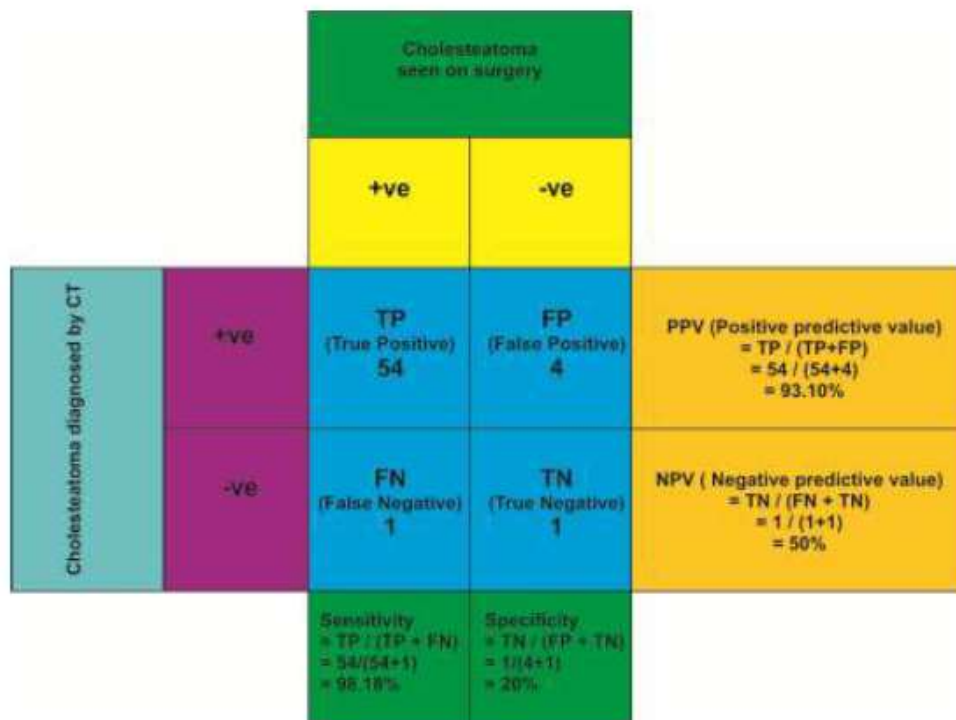 Cholesteatoma
seen on surgery
+ve
-ve
Cholesteatoma diagnosed by CT
+ve
TP
(True Positive)
54
FP
(False Positive)
4
PPV (Positive predictive value)
= TP / (TP+FP)
= 54 / (54+4)
= 93.10%
-ve
FN
(False Negative)
1
TN
(True Negative)
1
NPV ( Negative predictive value)
= TN / (FN + TN)
= 1 / (1+1)
= 50%
Sensitivity
= TP / (TP + FN)
= 54/(54+1)
= 98.18%
Specificity
= TN / (FP + TN)
= 1/(4+1)
= 20%